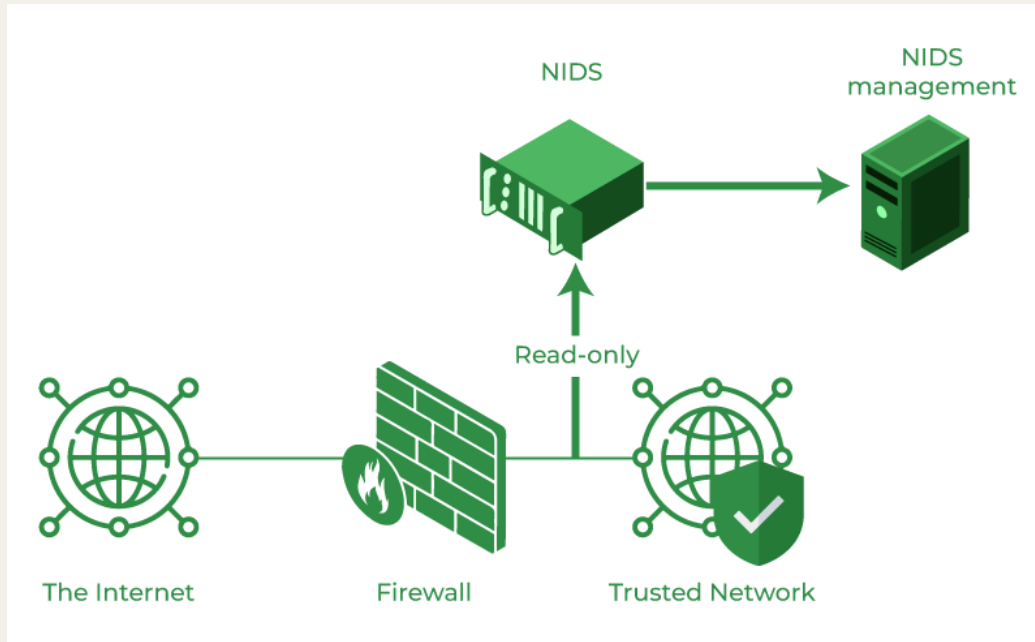 NIDS
NIDS
management
Read-only
The Internet
Firewall
Trusted Network